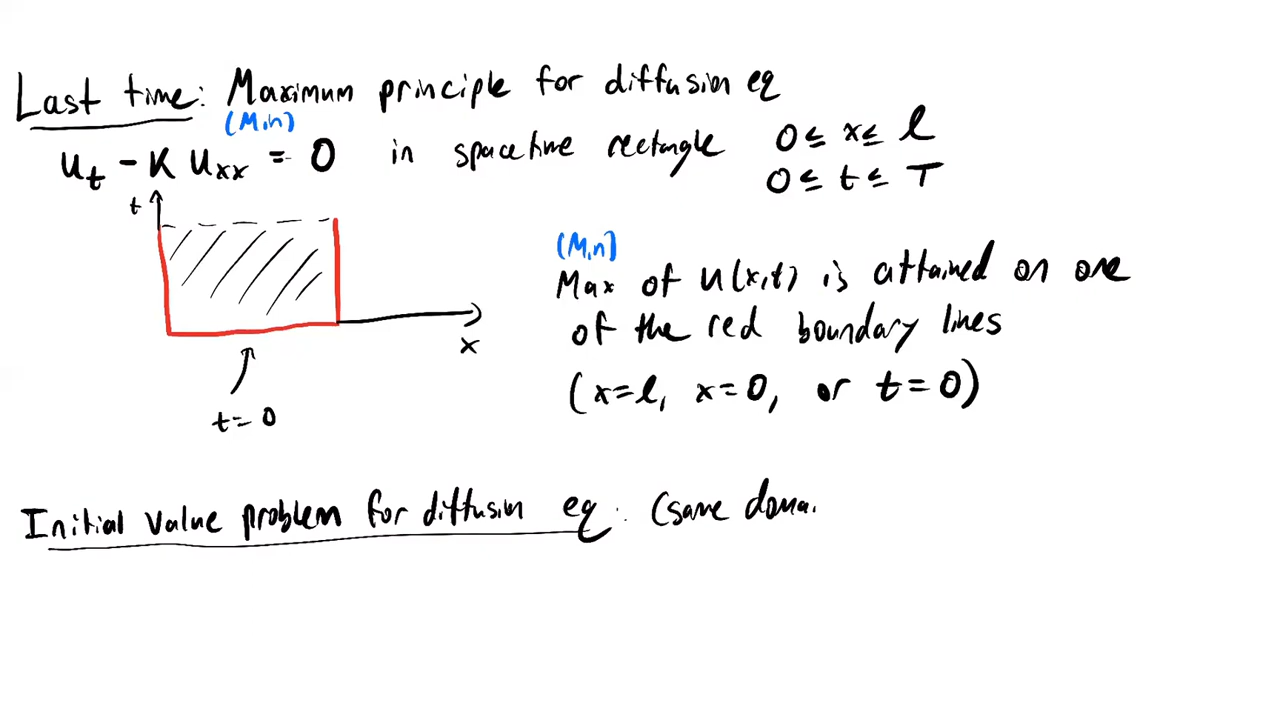 Last time: Maximum principle for diffusion eq
(Min)
u_t - K u_xx = 0 in spacetime rectangle 0 ≤ x ≤ l
0 ≤ t ≤ T
t
(Min)
Max of u(x,t) is attained on one
of the red boundary lines
x
(x=l, x=0, or t=0)
t=0
Initial value problem for diffusion eq: (same domai